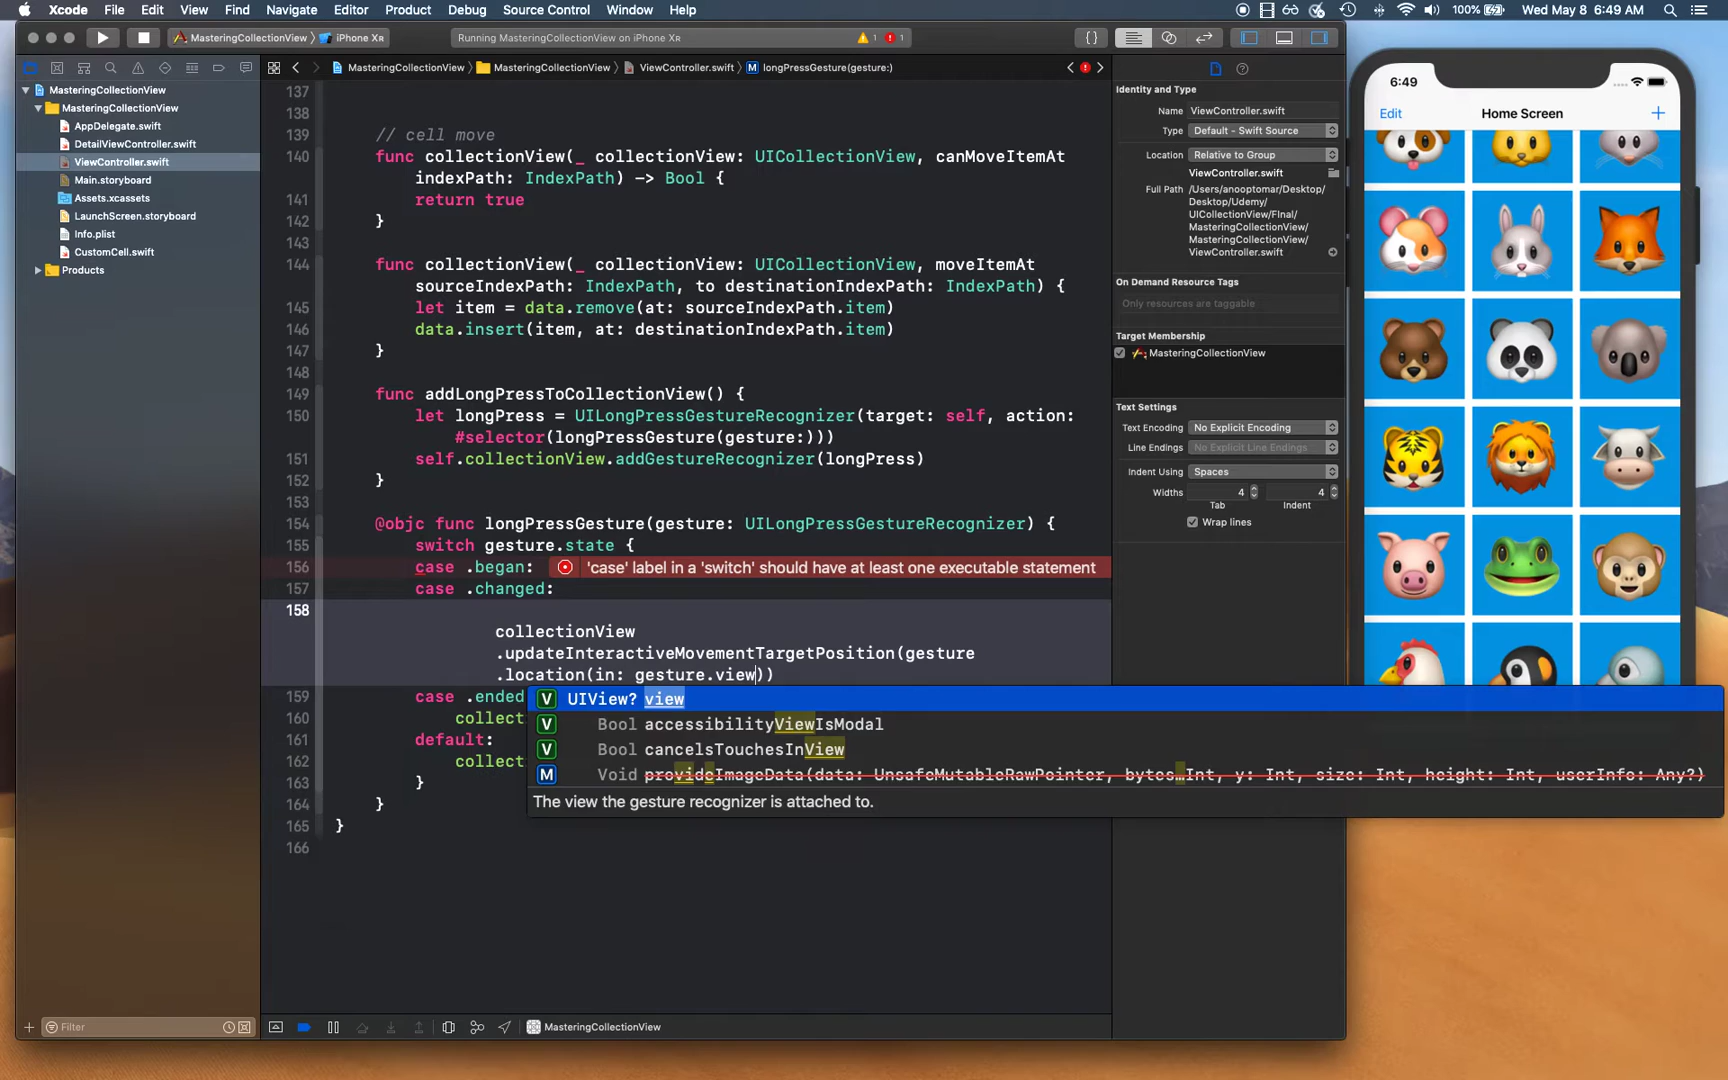 Xcode File Edit View Find Navigate Editor Product Debug Source Control Window Help 100% Wed May 8 6:49 AM
MasteringCollectionView iPhone XR Running MasteringCollectionView on iPhone XR 1 1
MasteringCollectionView MasteringCollectionView ViewController.swift M longPressGesture(gesture:)
MasteringCollectionView
MasteringCollectionView
AppDelegate.swift
DetailViewController.swift
ViewController.swift
Main.storyboard
Assets.xcassets
LaunchScreen.storyboard
Info.plist
CustomCell.swift
Products
Filter
137
138
139 // cell move
140 func collectionView(_ collectionView: UICollectionView, canMoveItemAt
indexPath: IndexPath) -> Bool {
141 return true
142 }
143
144 func collectionView(_ collectionView: UICollectionView, moveItemAt
sourceIndexPath: IndexPath, to destinationIndexPath: IndexPath) {
145 let item = data.remove(at: sourceIndexPath.item)
146 data.insert(item, at: destinationIndexPath.item)
147 }
148
149 func addLongPressToCollectionView() {
150 let longPress = UILongPressGestureRecognizer(target: self, action:
#selector(longPressGesture(gesture:)))
151 self.collectionView.addGestureRecognizer(longPress)
152 }
153
154 @objc func longPressGesture(gesture: UILongPressGestureRecognizer) {
155 switch gesture.state {
156 case .began: 'case' label in a 'switch' should have at least one executable statement
157 case .changed:
158
collectionView
.updateInteractiveMovementTargetPosition(gesture
.location(in: gesture.view))
159 case .ended
160 collect
161 default:
162 collect
163 }
164 }
165 }
166
V UIView? view
V Bool accessibilityViewIsModal
V Bool cancelsTouchesInView
M Void provideImageData(data: UnsafeMutableRawPointer, bytes…Int, y: Int, size: Int, height: Int, userInfo: Any?)
The view the gesture recognizer is attached to.
MasteringCollectionView
Identity and Type
Name ViewController.swift
Type Default - Swift Source
Location Relative to Group
ViewController.swift
Full Path /Users/anooptomar/Desktop/
Desktop/Udemy/
UICollectionView/FInal/
MasteringCollectionView/
MasteringCollectionView/
ViewController.swift
On Demand Resource Tags
Only resources are taggable
Target Membership
MasteringCollectionView
Text Settings
Text Encoding No Explicit Encoding
Line Endings No Explicit Line Endings
Indent Using Spaces
Widths 4 4
Tab Indent
Wrap lines
6:49
Edit Home Screen +